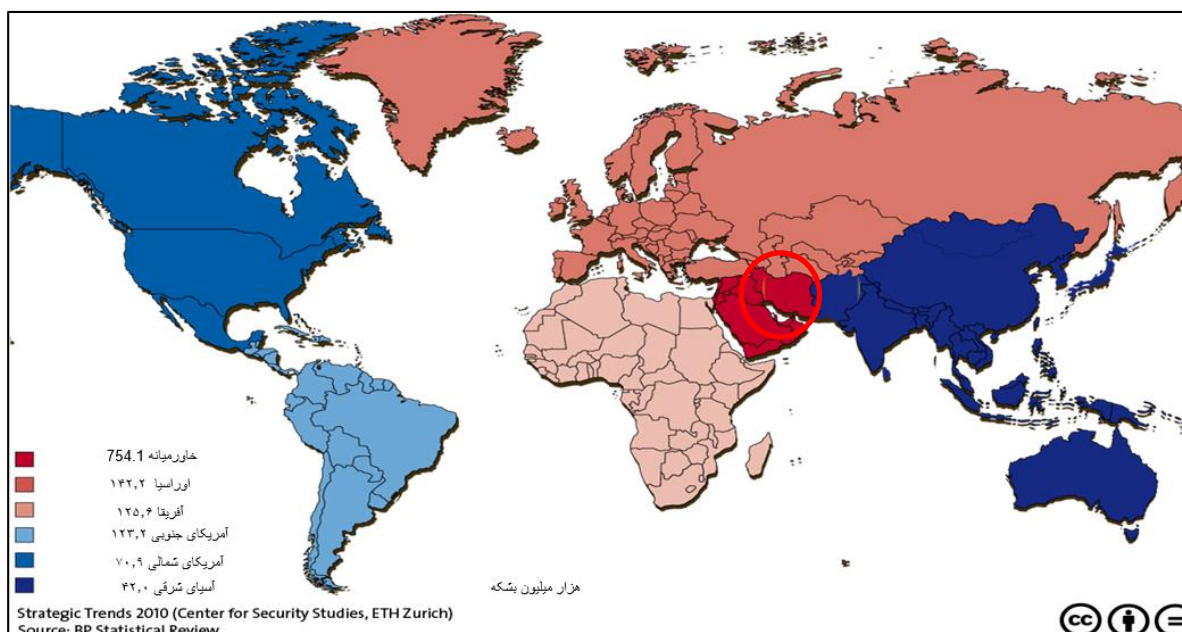 خاورمیانه 754.1
اوراسیا ۱۴۲,۲
آفریقا ۱۲۵,۶
آمریکای جنوبی ۱۲۳,۲
آمریکای شمالی ۷۰,۹
آسیای شرقی ۴۲,۰
هزار میلیون بشکه
Strategic Trends 2010 (Center for Security Studies, ETH Zurich)
Source: BP Statistical Review
cc